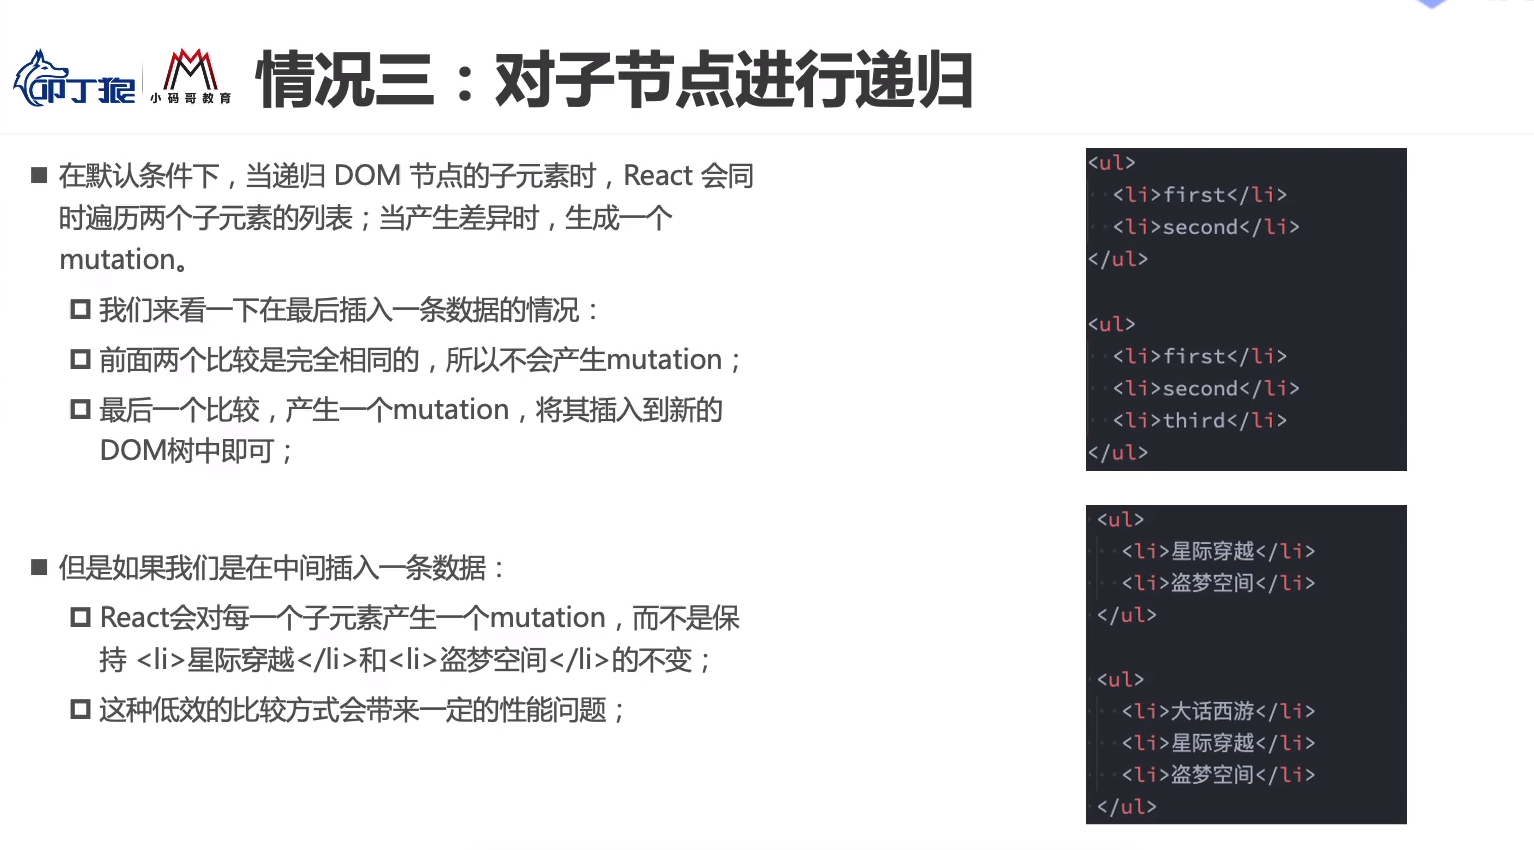 叩丁狼
小码哥教育
情况三：对子节点进行递归
在默认条件下，当递归 DOM 节点的子元素时，React 会同
时遍历两个子元素的列表；当产生差异时，生成一个
mutation。
我们来看一下在最后插入一条数据的情况：
前面两个比较是完全相同的，所以不会产生mutation；
最后一个比较，产生一个mutation，将其插入到新的
DOM树中即可；
但是如果我们是在中间插入一条数据：
React会对每一个子元素产生一个mutation，而不是保
持 <li>星际穿越</li>和<li>盗梦空间</li>的不变；
这种低效的比较方式会带来一定的性能问题；
<ul>
<li>first</li>
<li>second</li>
</ul>
<ul>
<li>first</li>
<li>second</li>
<li>third</li>
</ul>
<ul>
<li>星际穿越</li>
<li>盗梦空间</li>
</ul>
<ul>
<li>大话西游</li>
<li>星际穿越</li>
<li>盗梦空间</li>
</ul>